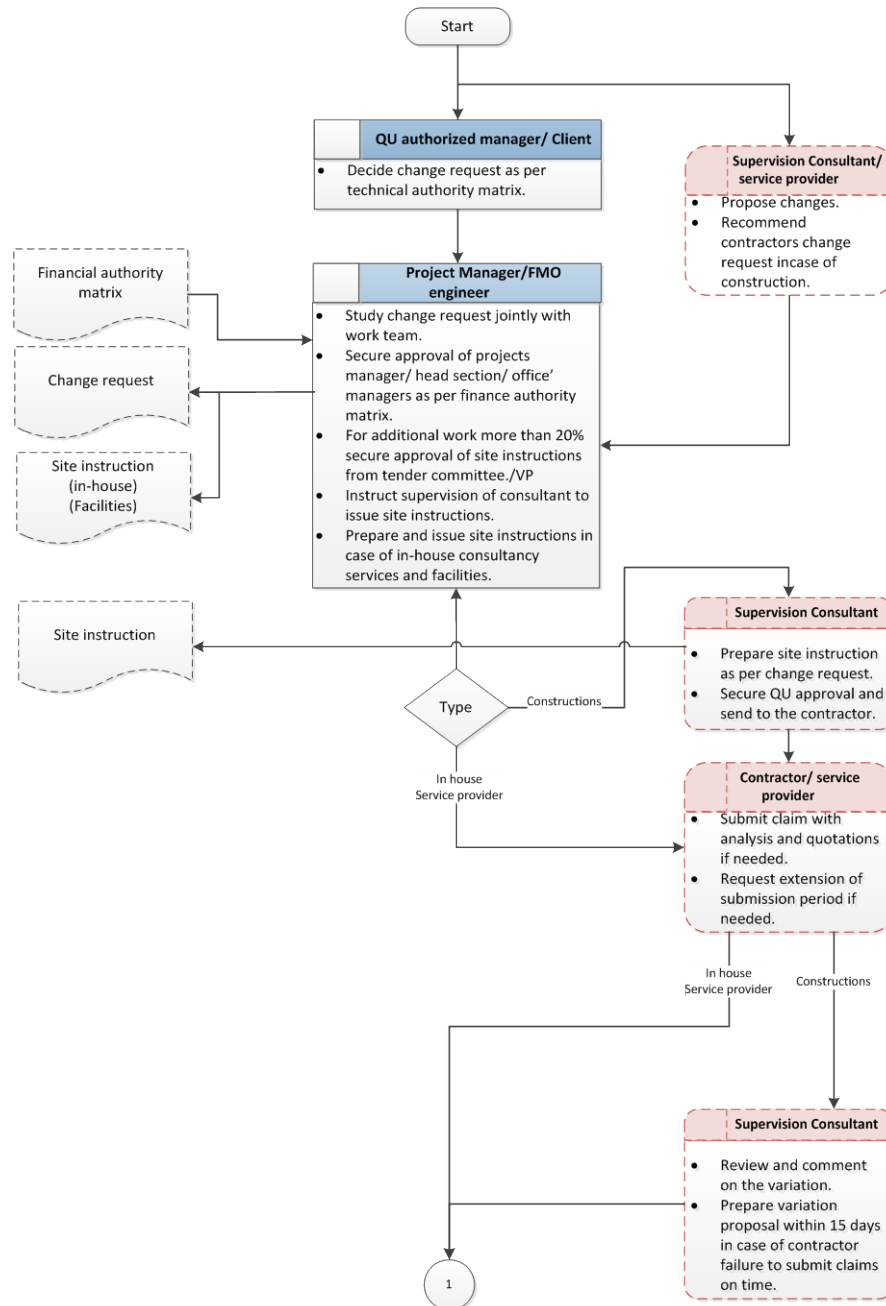 Start
QU authorized manager/ Client
• Decide change request as per
technical authority matrix.
Supervision Consultant/
service provider
• Propose changes.
• Recommend
contractors change
request incase of
construction.
Financial authority
matrix
Change request
Site instruction
(in-house)
(Facilities)
Project Manager/FMO
engineer
• Study change request jointly with
work team.
• Secure approval of projects
manager/ head section/ office'
managers as per finance authority
matrix.
• For additional work more than 20%
secure approval of site instructions
from tender committee./VP
• Instruct supervision of consultant to
issue site instructions.
• Prepare and issue site instructions in
case of in-house consultancy
services and facilities.
Site instruction
Type
Constructions
In house
Service provider
Supervision Consultant
• Prepare site instruction
as per change request.
• Secure QU approval and
send to the contractor.
Contractor/ service
provider
• Submit claim with
analysis and quotations
if needed.
• Request extension of
submission period if
needed.
In house
Service provider
Constructions
Supervision Consultant
• Review and comment
on the variation.
• Prepare variation
proposal within 15 days
in case of contractor
failure to submit claims
on time.
1